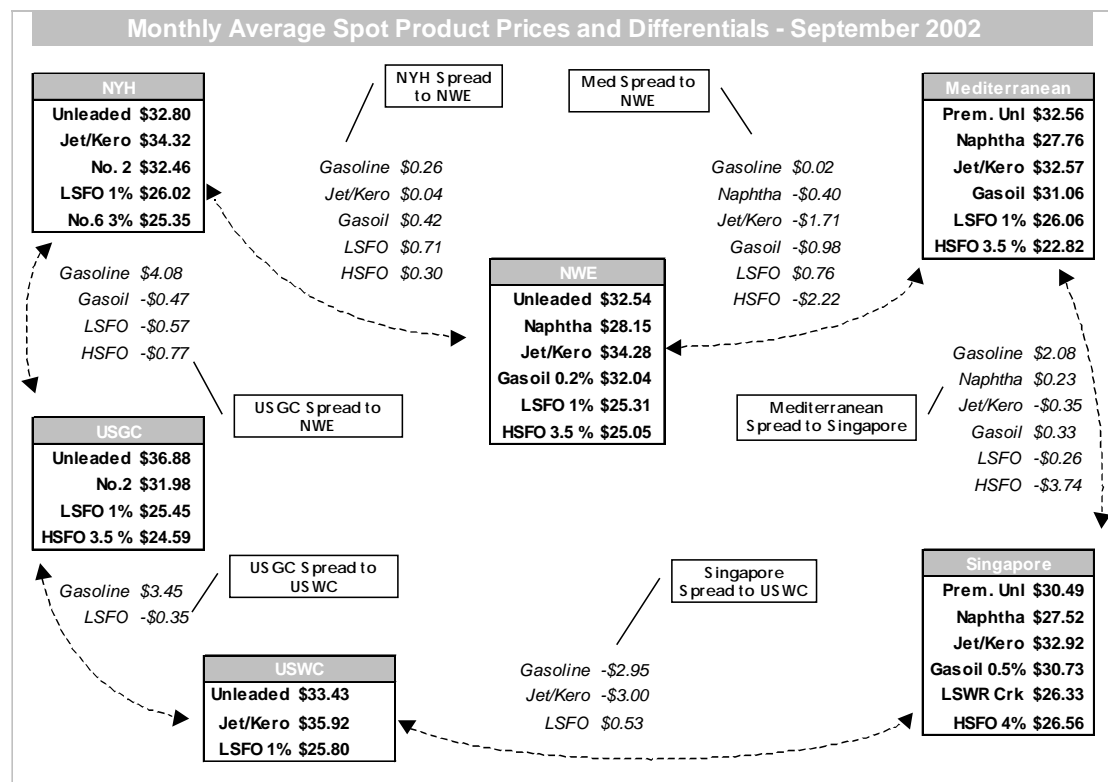 Monthly Average Spot Product Prices and Differentials - September 2002
NYH
Unleaded $32.80
Jet/Kero $34.32
No. 2 $32.46
LSFO 1% $26.02
No.6 3% $25.35
NYH Spread
to NWE
Gasoline $0.26
Jet/Kero $0.04
Gasoil $0.42
LSFO $0.71
HSFO $0.30
Med Spread to
NWE
Gasoline $0.02
Naphtha -$0.40
Jet/Kero -$1.71
Gasoil -$0.98
LSFO $0.76
HSFO -$2.22
Mediterranean
Prem. Unl $32.56
Naphtha $27.76
Jet/Kero $32.57
Gasoil $31.06
LSFO 1% $26.06
HSFO 3.5 % $22.82
Gasoline $4.08
Gasoil -$0.47
LSFO -$0.57
HSFO -$0.77
USGC Spread to
NWE
NWE
Unleaded $32.54
Naphtha $28.15
Jet/Kero $34.28
Gasoil 0.2% $32.04
LSFO 1% $25.31
HSFO 3.5 % $25.05
Mediterranean
Spread to Singapore
Gasoline $2.08
Naphtha $0.23
Jet/Kero -$0.35
Gasoil $0.33
LSFO -$0.26
HSFO -$3.74
USGC
Unleaded $36.88
No.2 $31.98
LSFO 1% $25.45
HSFO 3.5 % $24.59
USGC Spread to
USWC
Gasoline $3.45
LSFO -$0.35
Singapore
Spread to USWC
Gasoline -$2.95
Jet/Kero -$3.00
LSFO $0.53
Singapore
Prem. Unl $30.49
Naphtha $27.52
Jet/Kero $32.92
Gasoil 0.5% $30.73
LSWR Crk $26.33
HSFO 4% $26.56
USWC
Unleaded $33.43
Jet/Kero $35.92
LSFO 1% $25.80